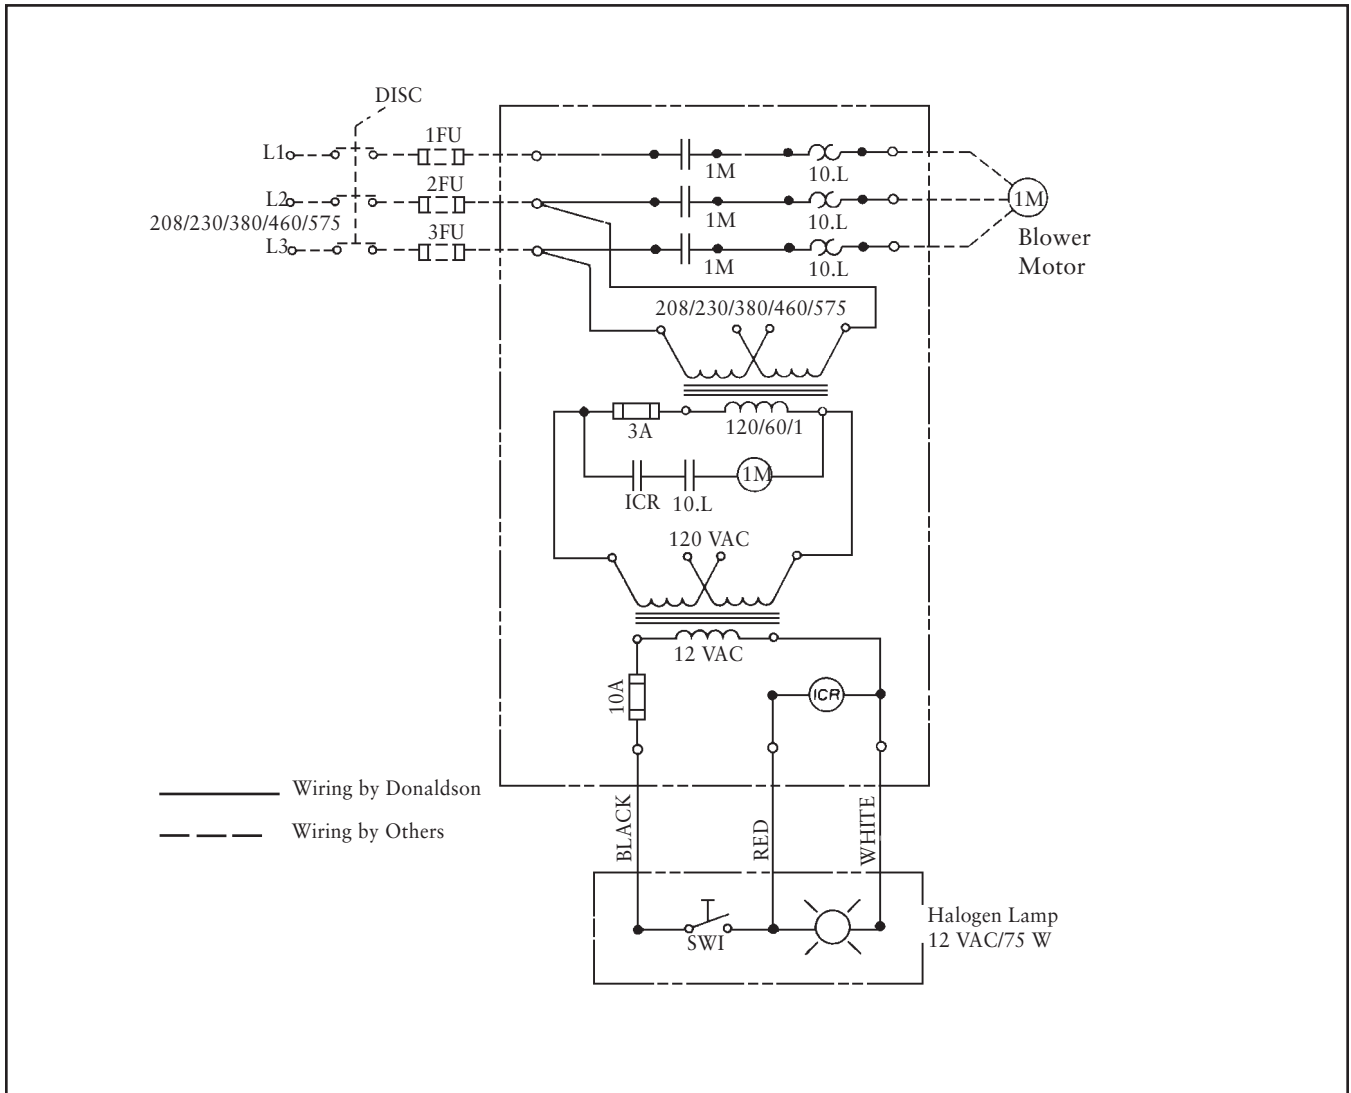 DISC
1FU
L1
1M
10.L
2FU
L2
1M
10.L
1M
208/230/380/460/575
3FU
L3
1M
10.L
Blower
Motor
208/230/380/460/575
3A
120/60/1
1M
ICR
10.L
120 VAC
12 VAC
10A
ICR
Wiring by Donaldson
Wiring by Others
BLACK
RED
WHITE
SWI
Halogen Lamp
12 VAC/75 W